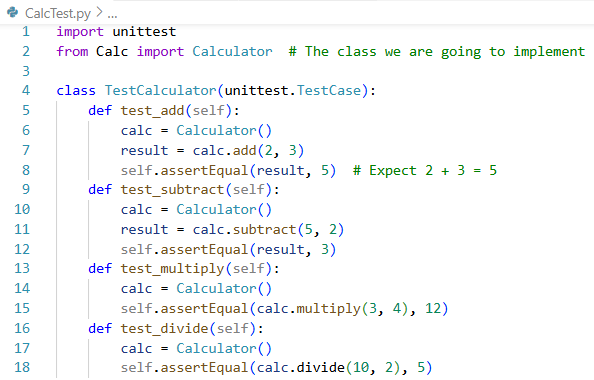 CalcTest.py > ...
1 import unittest
2 from Calc import Calculator  # The class we are going to implement
3
4 class TestCalculator(unittest.TestCase):
5     def test_add(self):
6         calc = Calculator()
7         result = calc.add(2, 3)
8         self.assertEqual(result, 5)  # Expect 2 + 3 = 5
9     def test_subtract(self):
10         calc = Calculator()
11         result = calc.subtract(5, 2)
12         self.assertEqual(result, 3)
13     def test_multiply(self):
14         calc = Calculator()
15         self.assertEqual(calc.multiply(3, 4), 12)
16     def test_divide(self):
17         calc = Calculator()
18         self.assertEqual(calc.divide(10, 2), 5)